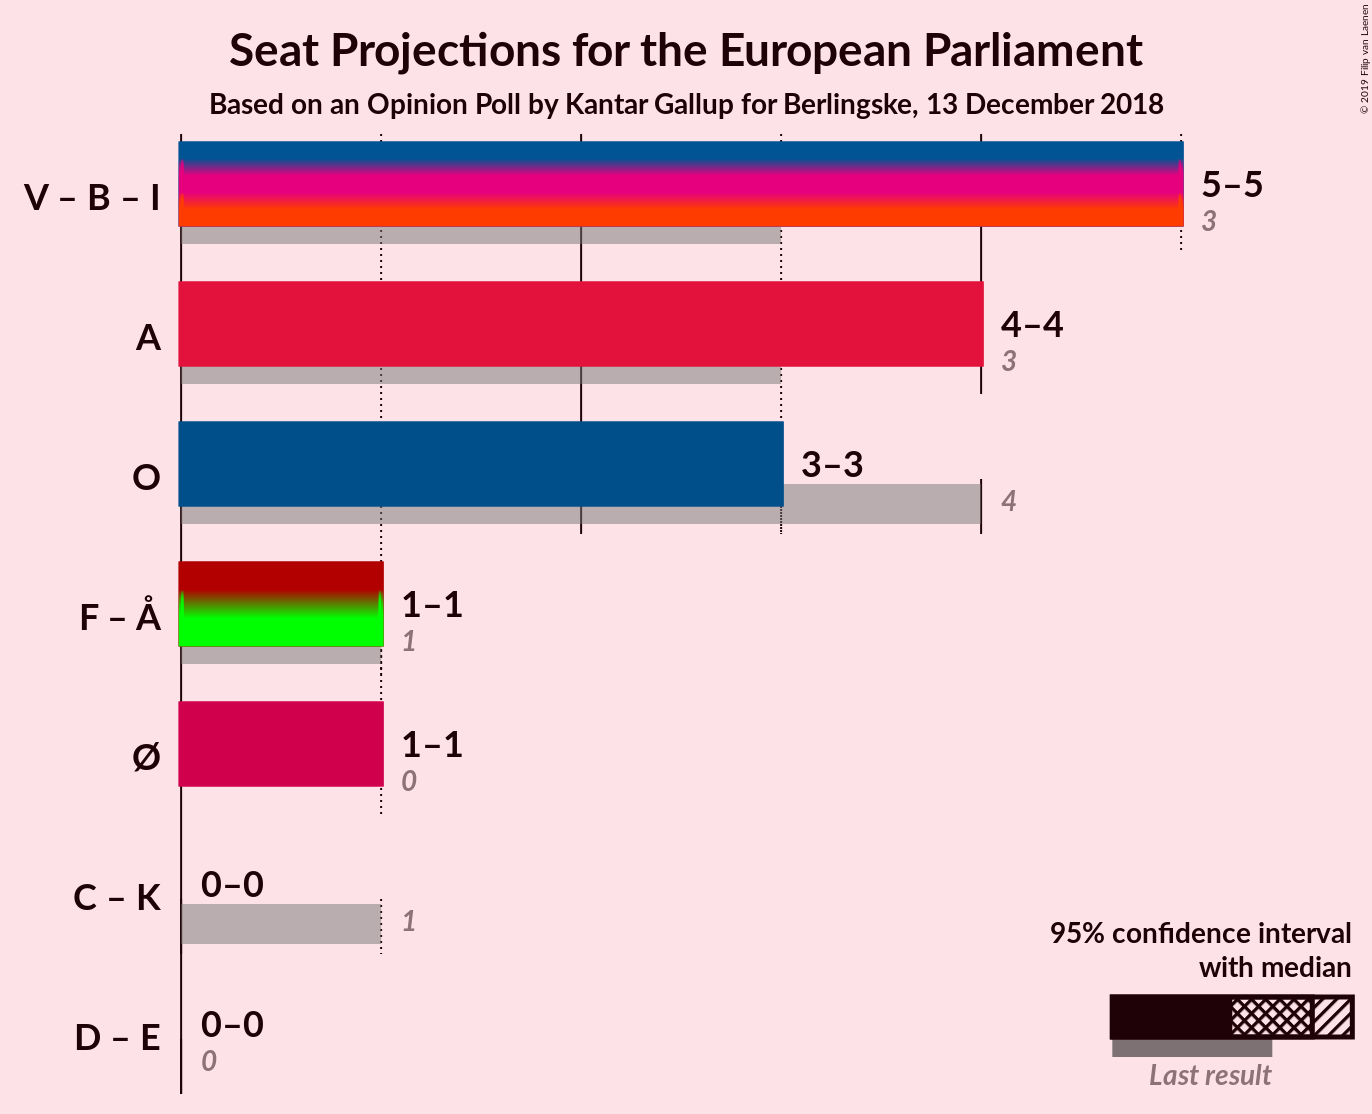 Seat Projections for the European Parliament
Based on an Opinion Poll by Kantar Gallup for Berlingske, 13 December 2018
© 2019 Filip van Laenen
V – B – I
5–5
3
A
4–4
3
O
3–3
4
F – Å
1–1
1
Ø
1–1
0
C – K
0–0
1
D – E
0–0
0
95% confidence interval
with median
Last result